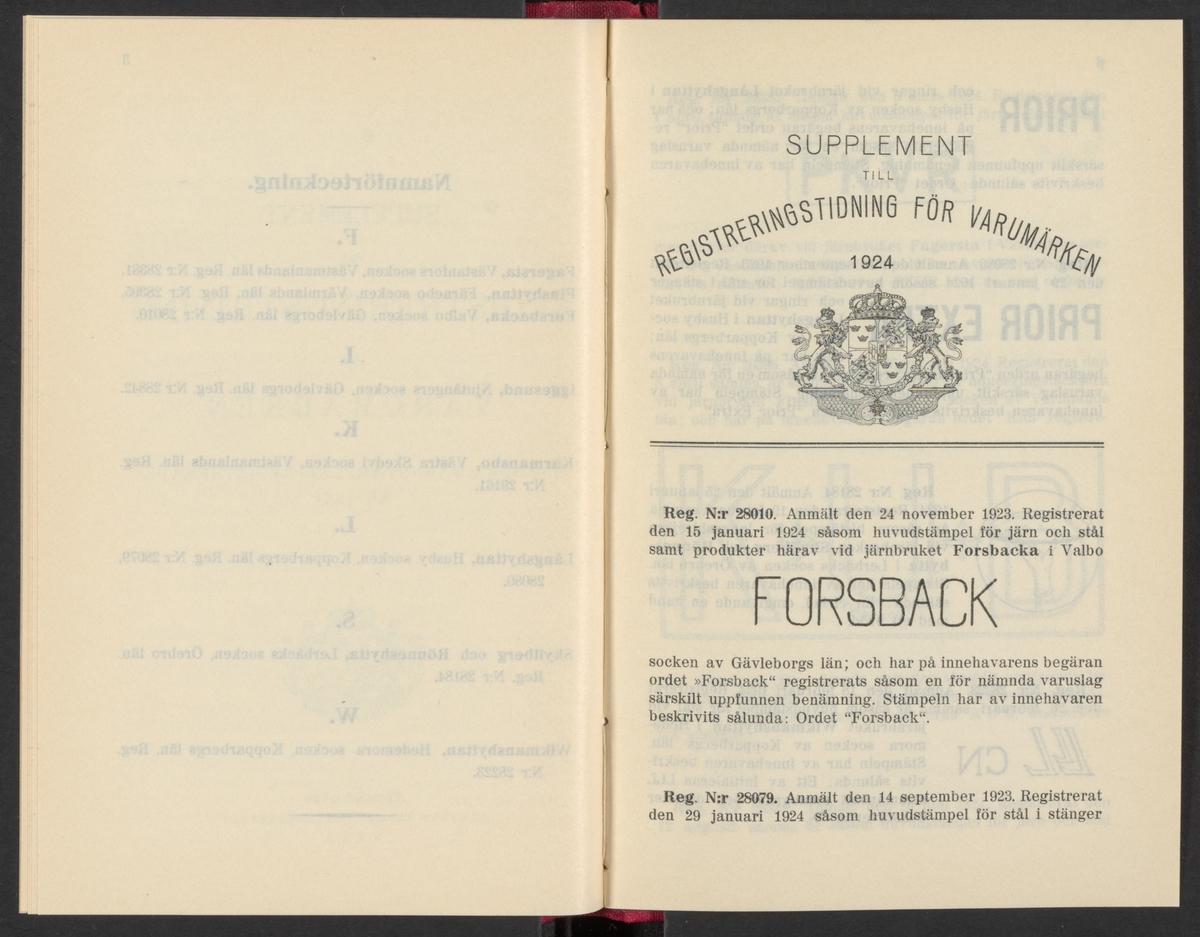 SUPPLEMENT
TILL
REGISTRERINGSTIDNING FÖR VARUMÄRKEN
1924
Reg. N:r 28010. Anmält den 24 november 1923. Registrerat
den 15 januari 1924 såsom huvudstämpel för järn och stål
samt produkter härav vid järnbruket Forsbacka i Valbo
FORSBACK
socken av Gävleborgs län; och har på innehavarens begäran
ordet »Forsback“ registrerats såsom en för nämnda varuslag
särskilt uppfunnen benämning. Stämpeln har av innehavaren
beskrivits sålunda: Ordet “Forsback“.
Reg. N:r 28079. Anmält den 14 september 1923. Registrerat
den 29 januari 1924 såsom huvudstämpel för stål i stänger